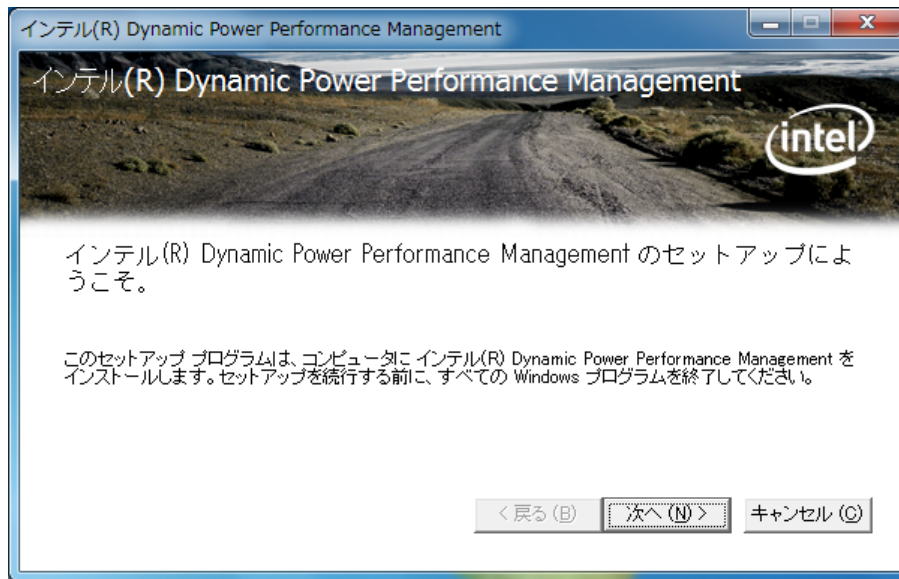 インテル(R) Dynamic Power Performance Management
インテル(R) Dynamic Power Performance Management
intel
インテル(R) Dynamic Power Performance Management のセットアップによ
うこそ。
このセットアップ プログラムは、コンピュータに インテル(R) Dynamic Power Performance Management を
インストールします。セットアップを続行する前に、すべての Windows プログラムを終了してください。
< 戻る (B) 次へ (N) > キャンセル (C)